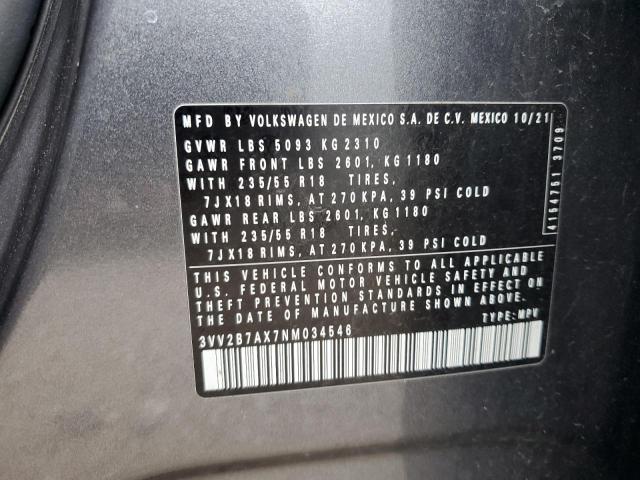 MFD BY VOLKSWAGEN DE MEXICO S.A. DE C.V. MEXICO 10/21
GVWR LBS 5093 KG 2310
GAWR FRONT LBS 2601, KG 1180
WITH 235/55 R18 TIRES,
7JX18 RIMS, AT 270 KPA, 39 PSI COLD
GAWR REAR LBS 2601, KG 1180
WITH 235/55 R18 TIRES,
7JX18 RIMS, AT 270 KPA, 39 PSI COLD
THIS VEHICLE CONFORMS TO ALL APPLICABLE
U.S. FEDERAL MOTOR VEHICLE SAFETY AND
THEFT PREVENTION STANDARDS IN EFFECT ON
THE DATE OF MANUFACTURE SHOWN ABOVE.
3VV2B7AX7NM034546 TYPE: MPV
4154751 3709